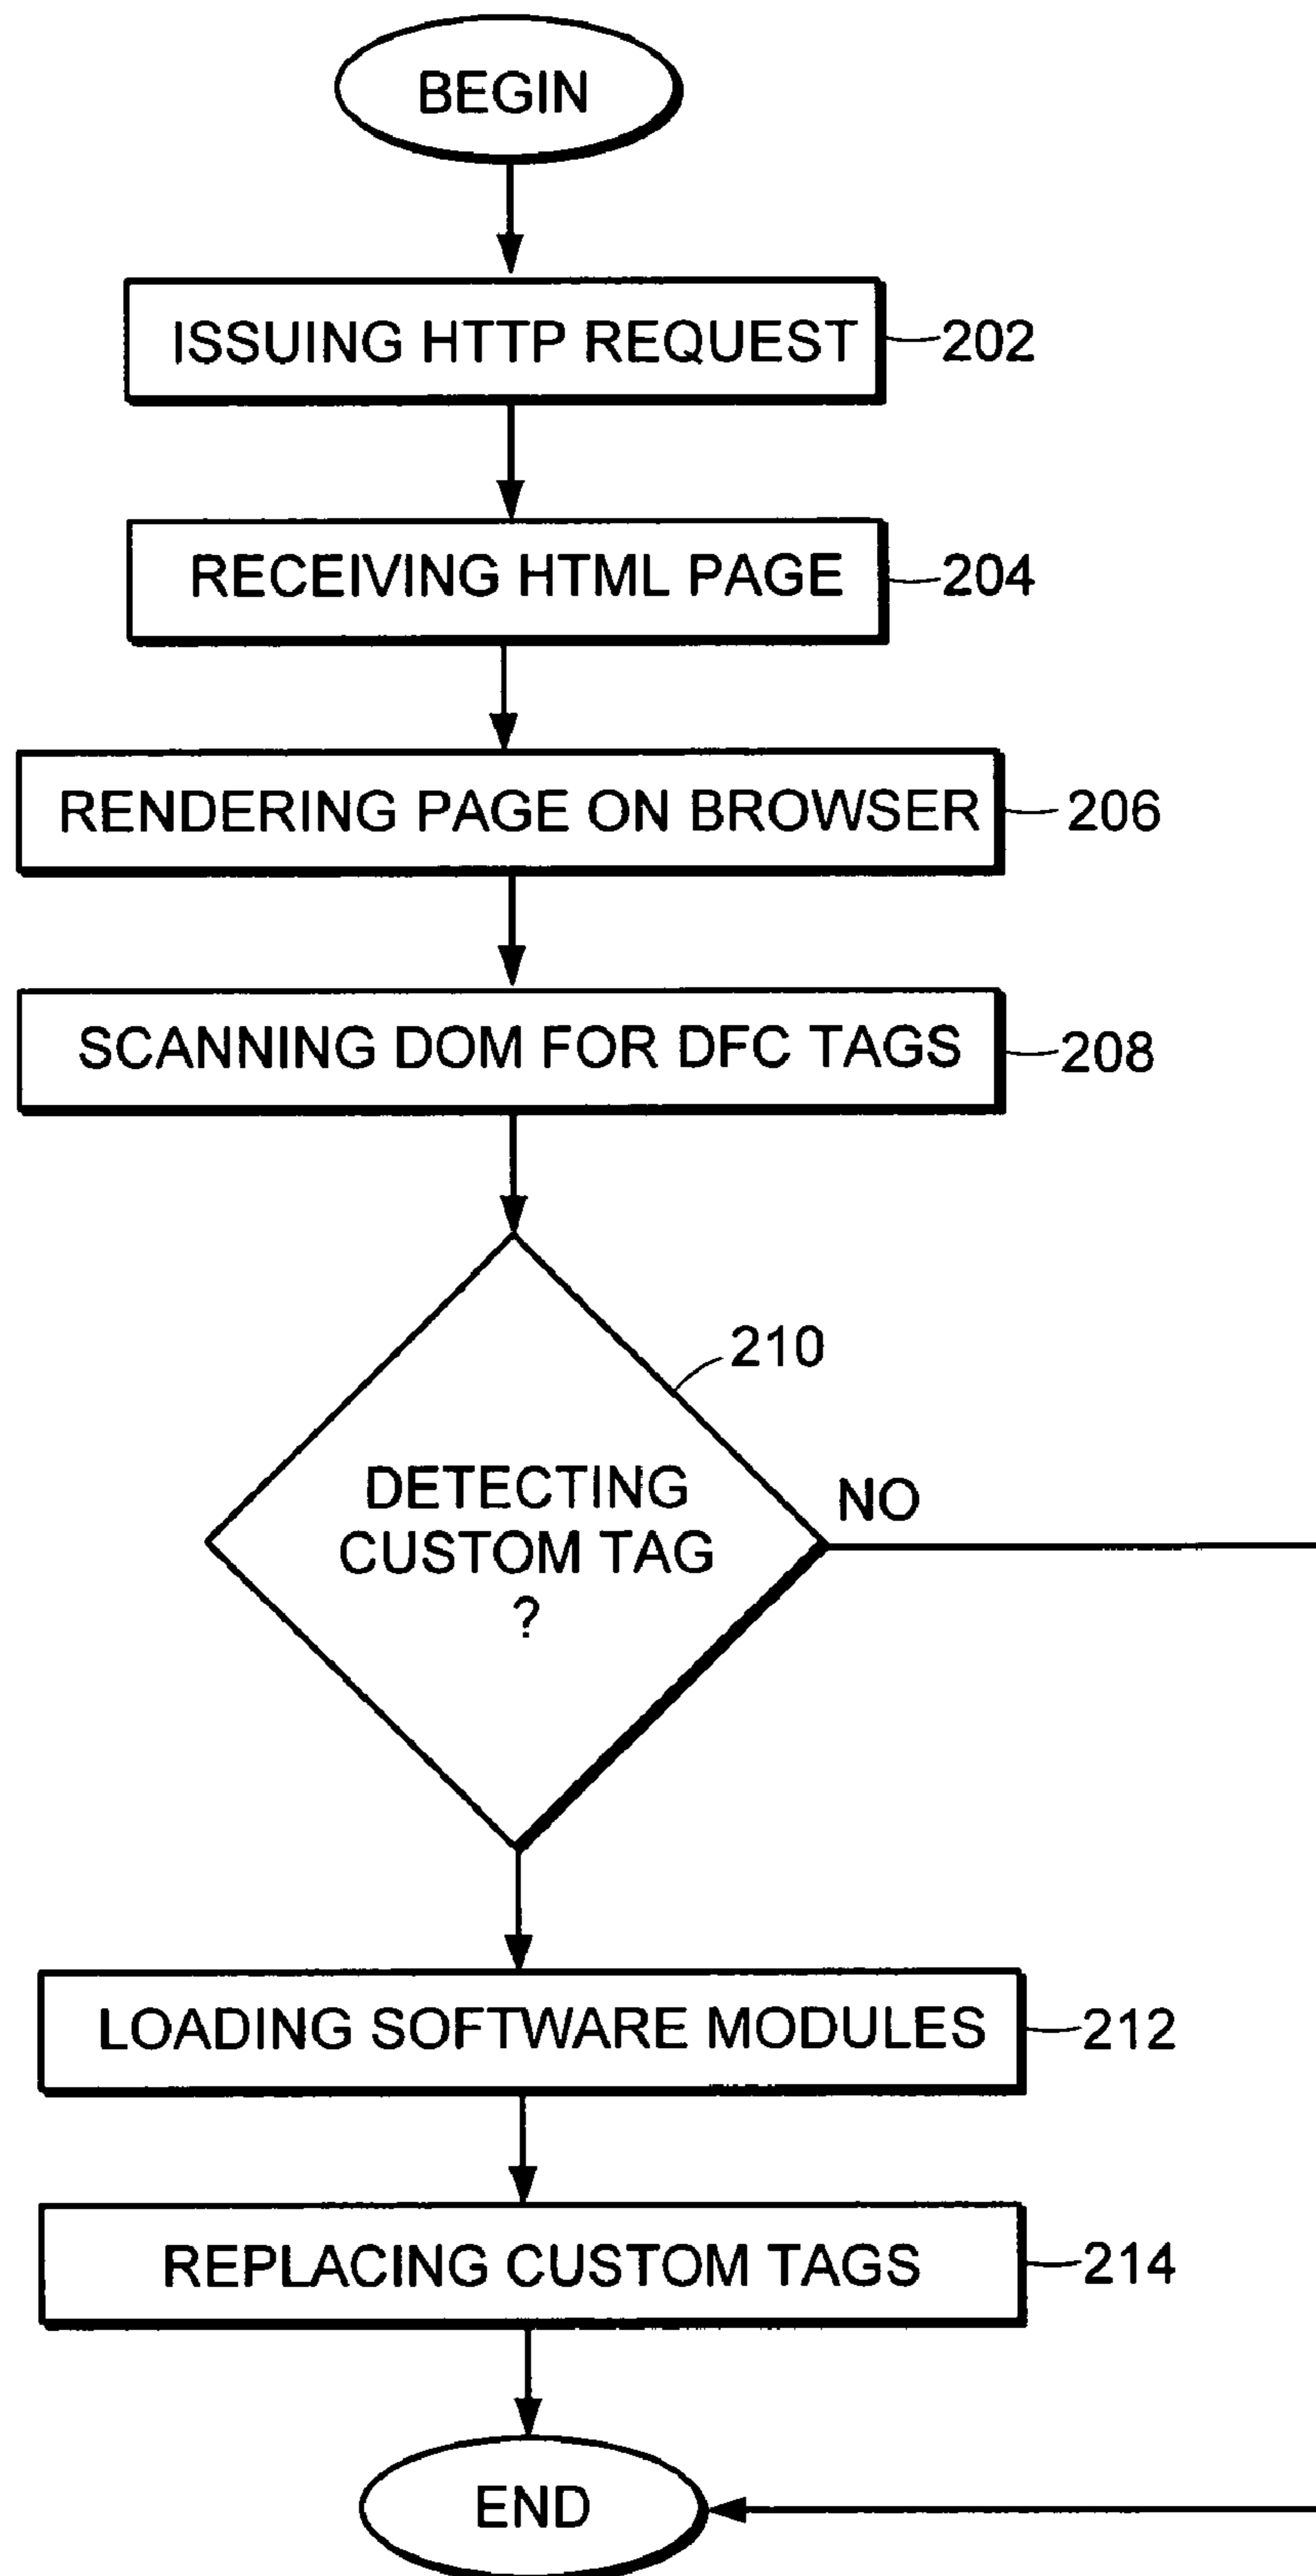 BEGIN
ISSUING HTTP REQUEST
202
RECEIVING HTML PAGE
204
RENDERING PAGE ON BROWSER
206
SCANNING DOM FOR DFC TAGS
208
210
DETECTING
CUSTOM TAG
?
NO
LOADING SOFTWARE MODULES
212
REPLACING CUSTOM TAGS
214
END